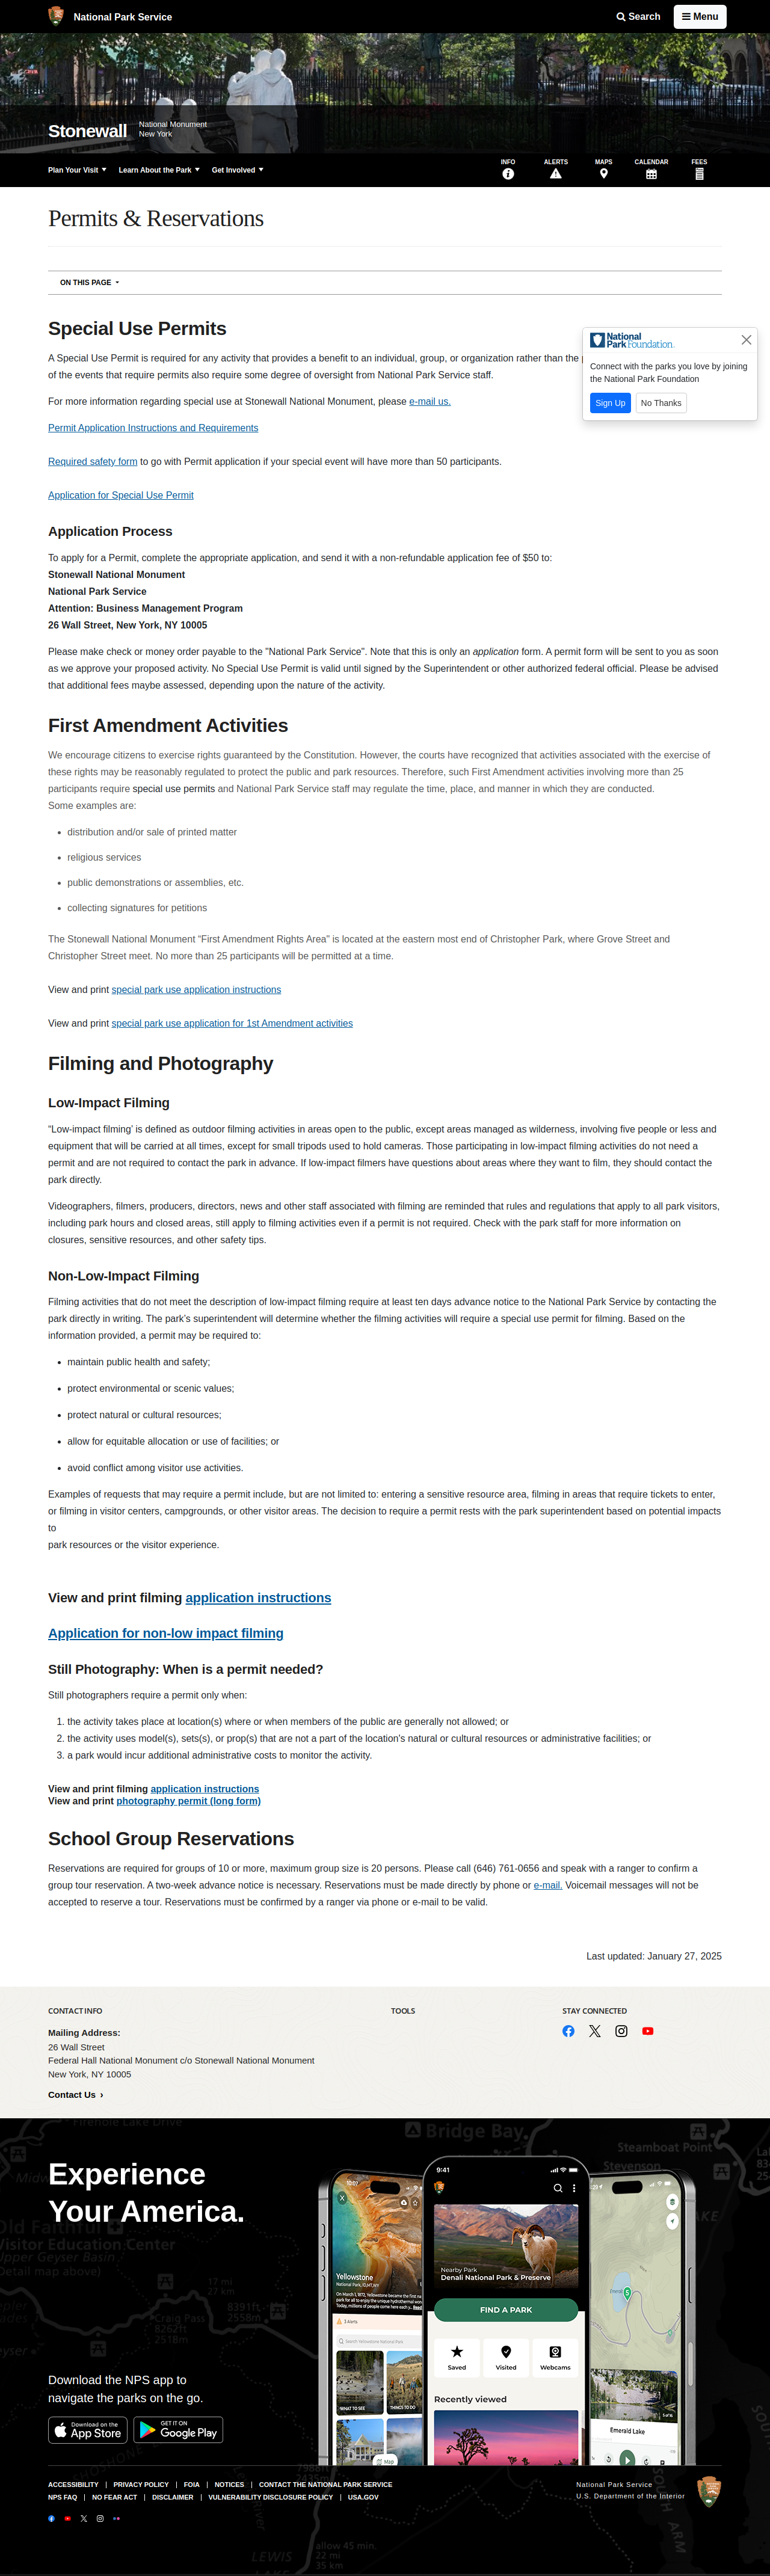 National Park Service
Search
Menu
Stonewall
National Monument
New York
Plan Your Visit
Learn About the Park
Get Involved
INFO
ALERTS
MAPS
CALENDAR
FEES
Permits & Reservations
ON THIS PAGE
Special Use Permits
A Special Use Permit is required for any activity that provides a benefit to an individual, group, or organization rather than the
of the events that require permits also require some degree of oversight from National Park Service staff.
National Park Foundation
Connect with the parks you love by joining
the National Park Foundation
Sign Up
No Thanks
For more information regarding special use at Stonewall National Monument, please e-mail us.
Permit Application Instructions and Requirements
Required safety form to go with Permit application if your special event will have more than 50 participants.
Application for Special Use Permit
Application Process
To apply for a Permit, complete the appropriate application, and send it with a non-refundable application fee of $50 to:
Stonewall National Monument
National Park Service
Attention: Business Management Program
26 Wall Street, New York, NY 10005
Please make check or money order payable to the "National Park Service". Note that this is only an application form. A permit form will be sent to you as soon
as we approve your proposed activity. No Special Use Permit is valid until signed by the Superintendent or other authorized federal official. Please be advised
that additional fees maybe assessed, depending upon the nature of the activity.
First Amendment Activities
We encourage citizens to exercise rights guaranteed by the Constitution. However, the courts have recognized that activities associated with the exercise of
these rights may be reasonably regulated to protect the public and park resources. Therefore, such First Amendment activities involving more than 25
participants require special use permits and National Park Service staff may regulate the time, place, and manner in which they are conducted.
Some examples are:
• distribution and/or sale of printed matter
• religious services
• public demonstrations or assemblies, etc.
• collecting signatures for petitions
The Stonewall National Monument “First Amendment Rights Area" is located at the eastern most end of Christopher Park, where Grove Street and
Christopher Street meet. No more than 25 participants will be permitted at a time.
View and print special park use application instructions
View and print special park use application for 1st Amendment activities
Filming and Photography
Low-Impact Filming
“Low-impact filming’ is defined as outdoor filming activities in areas open to the public, except areas managed as wilderness, involving five people or less and
equipment that will be carried at all times, except for small tripods used to hold cameras. Those participating in low-impact filming activities do not need a
permit and are not required to contact the park in advance. If low-impact filmers have questions about areas where they want to film, they should contact the
park directly.
Videographers, filmers, producers, directors, news and other staff associated with filming are reminded that rules and regulations that apply to all park visitors,
including park hours and closed areas, still apply to filming activities even if a permit is not required. Check with the park staff for more information on
closures, sensitive resources, and other safety tips.
Non-Low-Impact Filming
Filming activities that do not meet the description of low-impact filming require at least ten days advance notice to the National Park Service by contacting the
park directly in writing. The park’s superintendent will determine whether the filming activities will require a special use permit for filming. Based on the
information provided, a permit may be required to:
• maintain public health and safety;
• protect environmental or scenic values;
• protect natural or cultural resources;
• allow for equitable allocation or use of facilities; or
• avoid conflict among visitor use activities.
Examples of requests that may require a permit include, but are not limited to: entering a sensitive resource area, filming in areas that require tickets to enter,
or filming in visitor centers, campgrounds, or other visitor areas. The decision to require a permit rests with the park superintendent based on potential impacts
to
park resources or the visitor experience.
View and print filming application instructions
Application for non-low impact filming
Still Photography: When is a permit needed?
Still photographers require a permit only when:
1. the activity takes place at location(s) where or when members of the public are generally not allowed; or
2. the activity uses model(s), sets(s), or prop(s) that are not a part of the location's natural or cultural resources or administrative facilities; or
3. a park would incur additional administrative costs to monitor the activity.
View and print filming application instructions
View and print photography permit (long form)
School Group Reservations
Reservations are required for groups of 10 or more, maximum group size is 20 persons. Please call (646) 761-0656 and speak with a ranger to confirm a
group tour reservation. A two-week advance notice is necessary. Reservations must be made directly by phone or e-mail. Voicemail messages will not be
accepted to reserve a tour. Reservations must be confirmed by a ranger via phone or e-mail to be valid.
Last updated: January 27, 2025
CONTACT INFO
Mailing Address:
26 Wall Street
Federal Hall National Monument c/o Stonewall National Monument
New York, NY 10005
Contact Us ›
TOOLS
STAY CONNECTED
Experience
Your America.
Download the NPS app to
navigate the parks on the go.
Download on the
App Store
GET IT ON
Google Play
Yellowstone
National Park, ID,MT,WY
3 Alerts
Search Yellowstone National Park
WHAT TO SEE
THINGS TO DO
Map
9:41
Nearby Park
Denali National Park & Preserve
FIND A PARK
Saved
Visited
Webcams
Recently viewed
Emerald Lake
Bridge Bay
Steamboat Point
Stevenson
17 mi
27 km
8391ft
2558m
Craig Pass
8262ft
2518m
allow 45 min.
22 mi
35 km
LEWIS
ACCESSIBILITY
PRIVACY POLICY
FOIA
NOTICES
CONTACT THE NATIONAL PARK SERVICE
NPS FAQ
NO FEAR ACT
DISCLAIMER
VULNERABILITY DISCLOSURE POLICY
USA.GOV
National Park Service
U.S. Department of the Interior